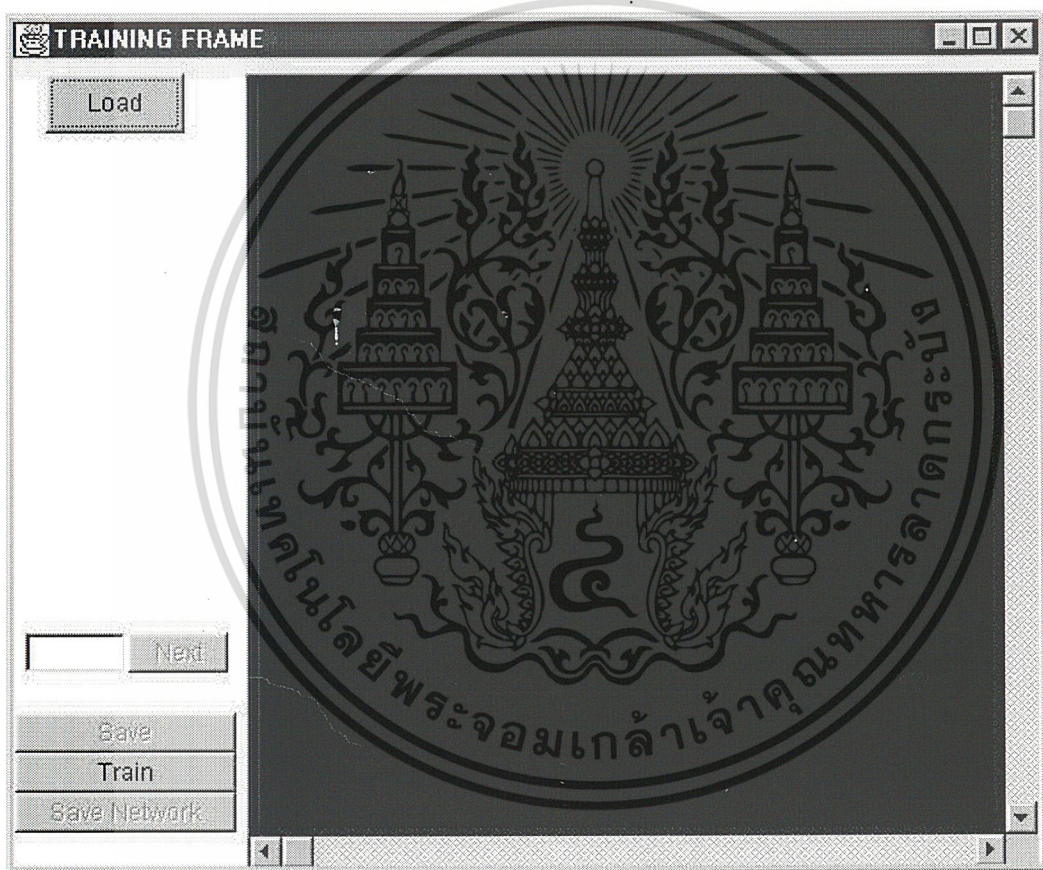 TRAINING FRAME
Load
Next
Save
Train
Save Network
สถาบันเทคโนโลยีพระจอมเกล้าเจ้าคุณทหารลาดกระบัง
๔